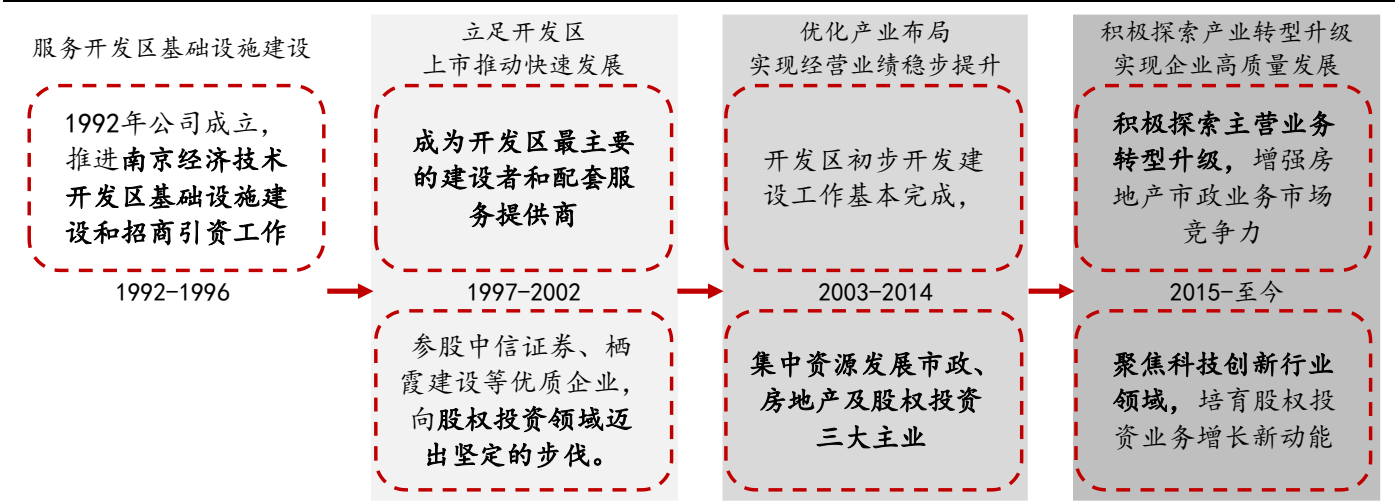 服务开发区基础设施建设
1992年公司成立，
推进南京经济技术
开发区基础设施建
设和招商引资工作
1992-1996
立足开发区
上市推动快速发展
成为开发区最主要
的建设者和配套服
务提供商
1997-2002
参股中信证券、栖
霞建设等优质企业，
向股权投资领域迈
出坚定的步伐。
优化产业布局
实现经营业绩稳步提升
开发区初步开发建
设工作基本完成，
2003-2014
集中资源发展市政、
房地产及股权投资
三大主业
积极探索产业转型升级
实现企业高质量发展
积极探索主营业务
转型升级，增强房
地产市政业务市场
竞争力
2015-至今
聚焦科技创新行业
领域，培育股权投
资业务增长新动能